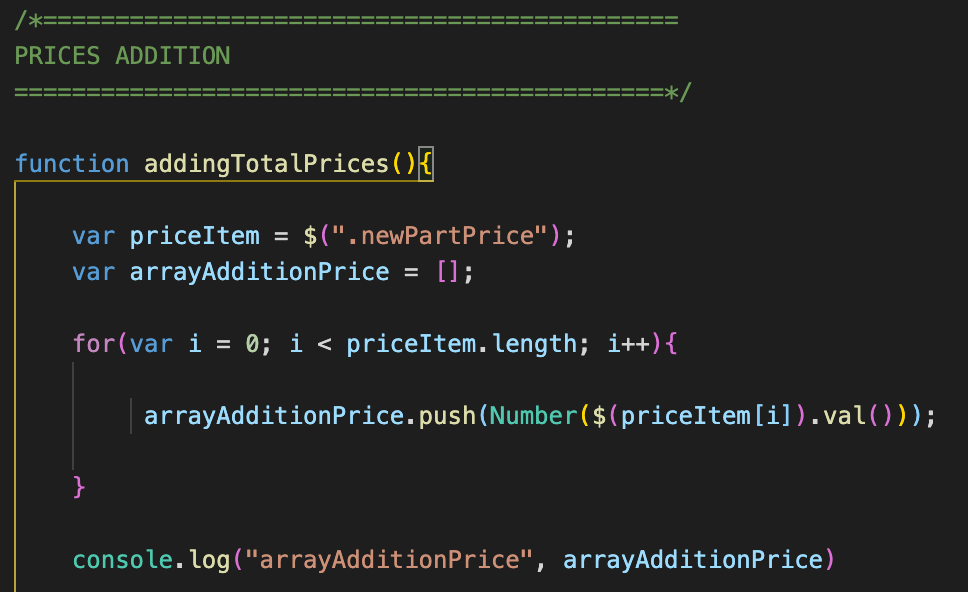 /*============================================
PRICES ADDITION
=============================================*/
function addingTotalPrices(){
var priceItem = $(".newPartPrice");
var arrayAdditionPrice = [];
for(var i = 0; i < priceItem.length; i++){
arrayAdditionPrice.push(Number($(priceItem[i]).val()));
}
console.log("arrayAdditionPrice", arrayAdditionPrice)